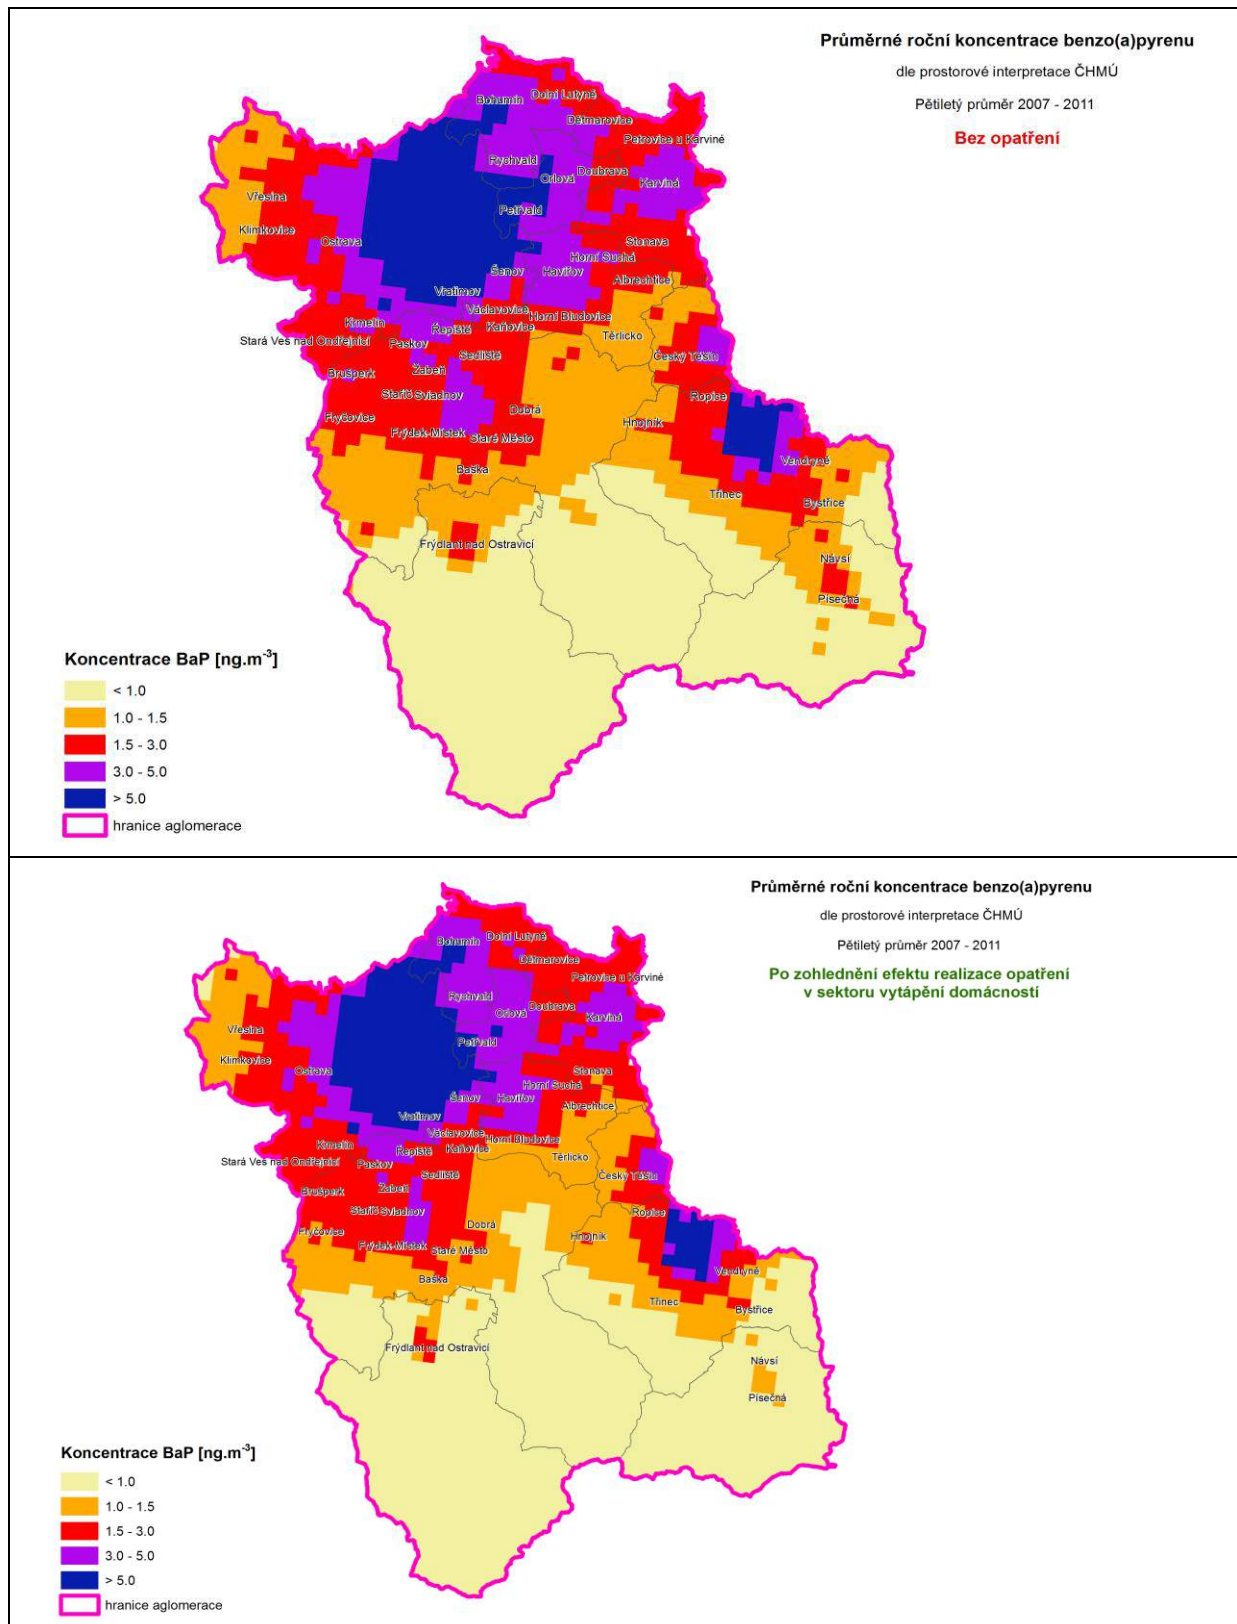 Průměrné roční koncentrace benzo(a)pyrenu
dle prostorové interpretace ČHMÚ
Pětiletý průměr 2007 - 2011
Bez opatření
Bohumín
Dolní Lutyně
Dětmarovice
Petrovice u Karviné
Rychvald
Orlová
Doubrava
Karviná
Vřesina
Petřvald
Klimkovice
Ostrava
Stonava
Šenov
Havířov
Horní Suchá
Albrechtice
Vratimov
Václavovice
Horní Bludovice
Krmelín
Řepiště
Kaňovice
Těrlicko
Stará Ves nad Ondřejnicí
Paskov
Sedliště
Český Těšín
Brušperk
Žabeň
Staříč
Sviadnov
Ropice
Fryčovice
Dobrá
Hnojník
Frýdek-Místek
Staré Město
Vendryně
Baška
Třinec
Bystřice
Frýdlant nad Ostravicí
Návsí
Písečná
Koncentrace BaP [ng.m-3]
< 1.0
1.0 - 1.5
1.5 - 3.0
3.0 - 5.0
> 5.0
hranice aglomerace
Průměrné roční koncentrace benzo(a)pyrenu
dle prostorové interpretace ČHMÚ
Pětiletý průměr 2007 - 2011
Po zohlednění efektu realizace opatření
v sektoru vytápění domácností
Bohumín
Dolní Lutyně
Dětmarovice
Petrovice u Karviné
Rychvald
Orlová
Doubrava
Karviná
Vřesina
Petřvald
Klimkovice
Ostrava
Stonava
Šenov
Havířov
Horní Suchá
Albrechtice
Vratimov
Václavovice
Horní Bludovice
Krmelín
Řepiště
Kaňovice
Těrlicko
Stará Ves nad Ondřejnicí
Paskov
Sedliště
Český Těšín
Brušperk
Žabeň
Staříč
Sviadnov
Ropice
Fryčovice
Dobrá
Hnojník
Frýdek-Místek
Staré Město
Vendryně
Baška
Třinec
Bystřice
Frýdlant nad Ostravicí
Návsí
Písečná
Koncentrace BaP [ng.m-3]
< 1.0
1.0 - 1.5
1.5 - 3.0
3.0 - 5.0
> 5.0
hranice aglomerace